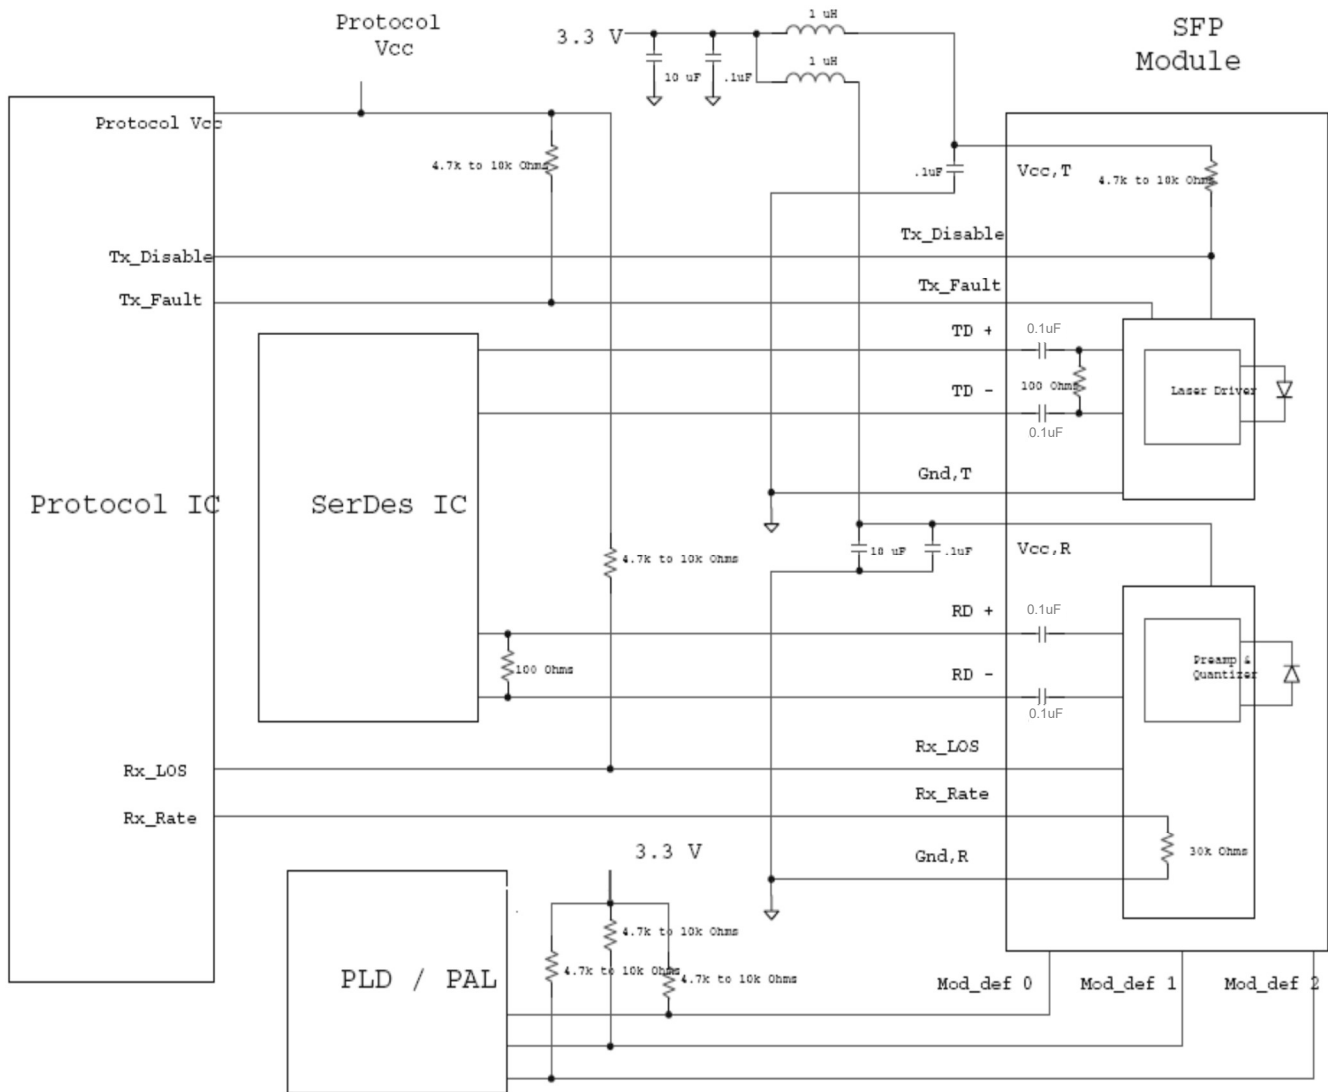 Protocol
Vcc
3.3 V
1 uH
1 uH
10 uF
.1uF
SFP
Module
Protocol Vcc
4.7k to 10k Ohms
.1uF
Vcc,T
4.7k to 10k Ohms
Tx_Disable
Tx_Disable
Tx_Fault
Tx_Fault
TD +
0.1uF
100 Ohms
TD -
0.1uF
Laser Driver
Gnd,T
Protocol IC
SerDes IC
4.7k to 10k Ohms
10 uF
.1uF
Vcc,R
RD +
0.1uF
100 Ohms
RD -
0.1uF
Preamp &
Quantizer
Rx_LOS
Rx_LOS
Rx_Rate
Rx_Rate
3.3 V
Gnd,R
30k Ohms
4.7k to 10k Ohms
4.7k to 10k Ohms
4.7k to 10k Ohms
PLD / PAL
Mod_def 0
Mod_def 1
Mod_def 2